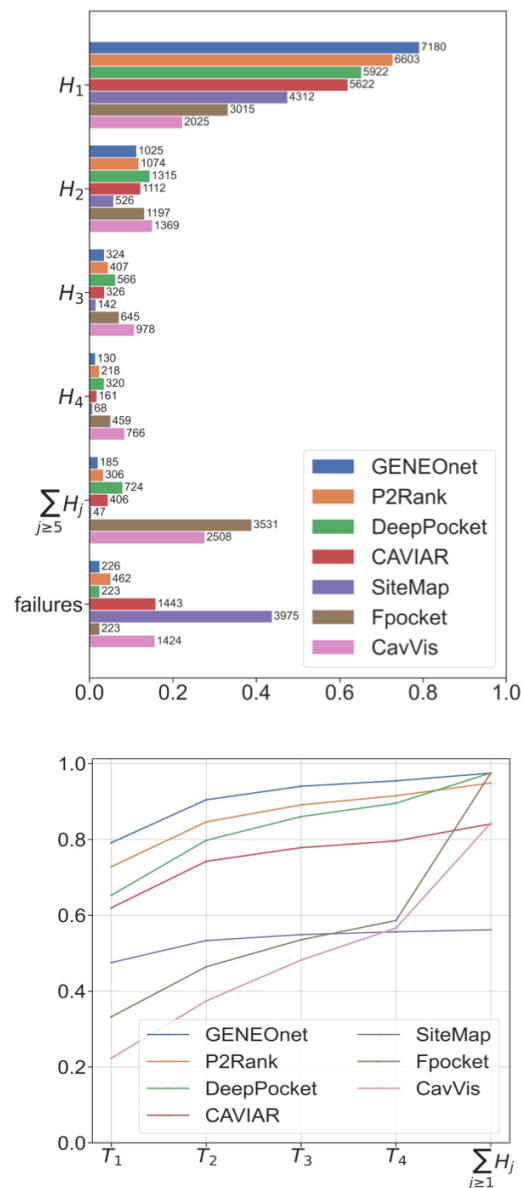 7180
6603
5922
H1 5622
4312
3015
2025
1025
1074
1315
H2 1112
526
1197
1369
324
407
566
H3 326
142
645
978
130
218
320
H4 161
68
459
766
185
306
724
∑ Hj 406
j≥5
47
3531
2508
226
462
223
failures 1443
3975
223
1424
GENEOnet
P2Rank
DeepPocket
CAVIAR
SiteMap
Fpocket
CavVis
0.0 0.2 0.4 0.6 0.8 1.0
1.0
0.8
0.6
0.4
0.2
0.0
GENEOnet SiteMap
P2Rank Fpocket
DeepPocket CavVis
CAVIAR
T1 T2 T3 T4 ∑ Hj
j≥1